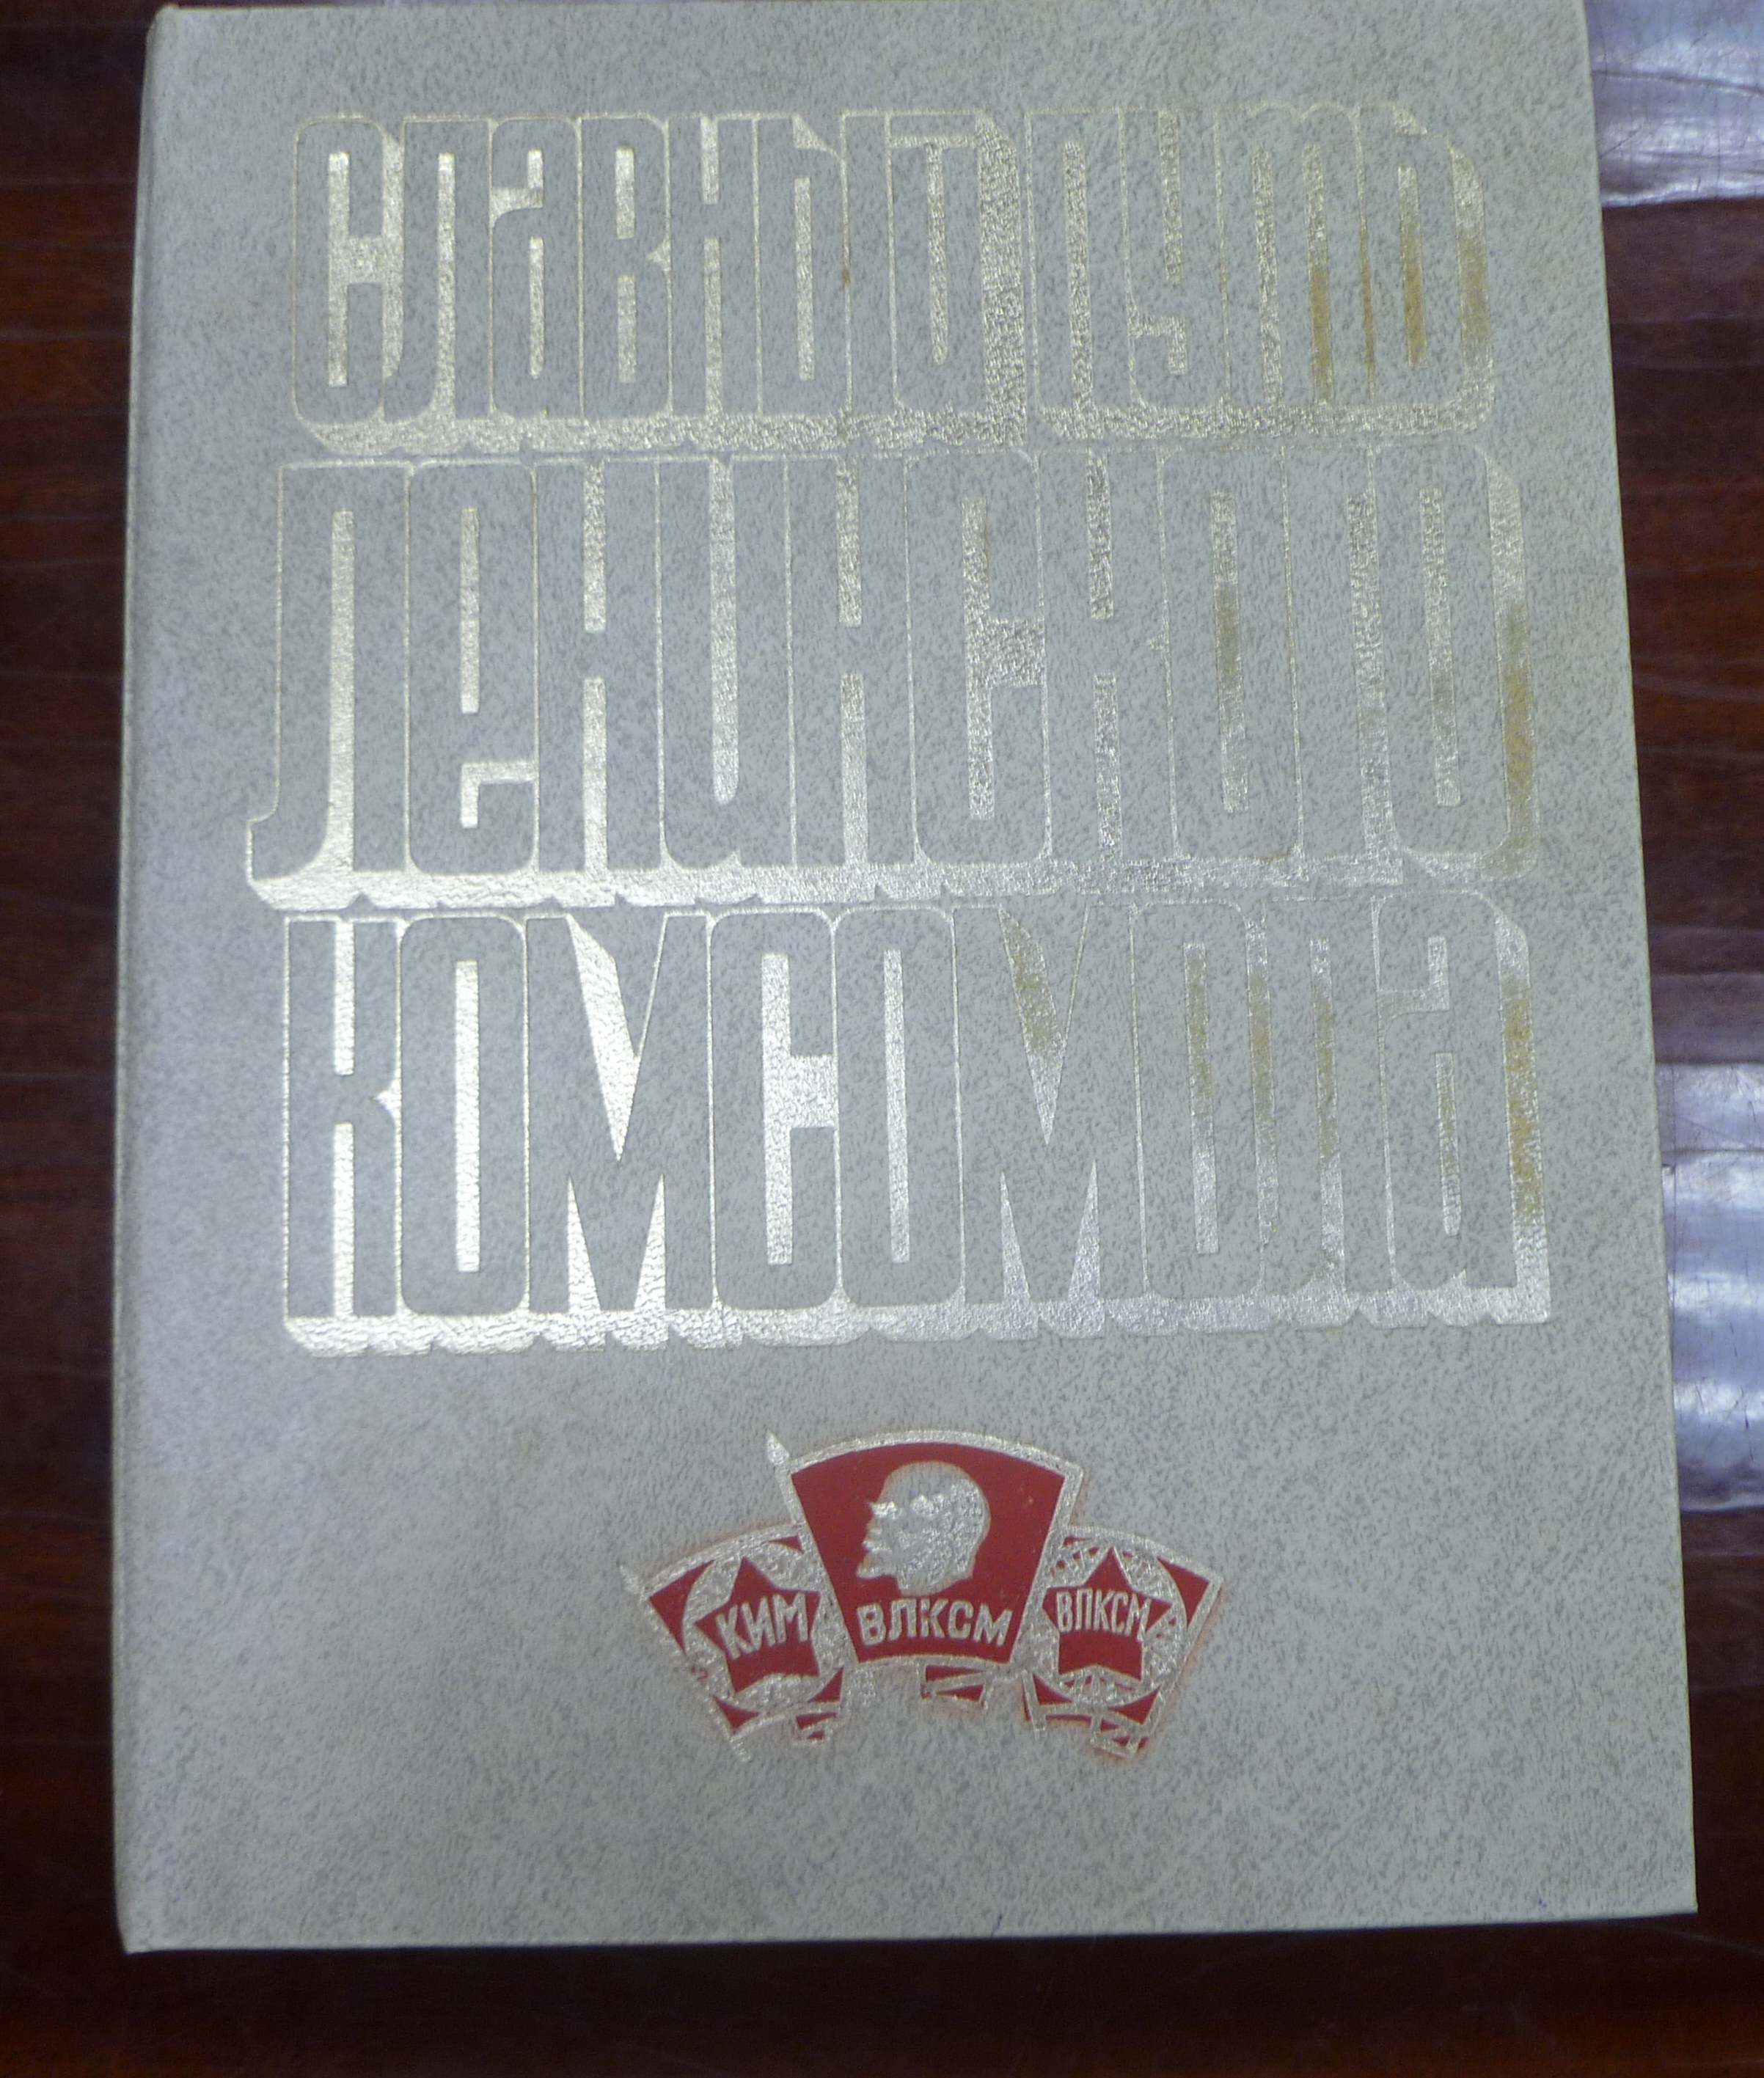 Славный путь
Ленинского
комсомола
КИМ
ВЛКСМ
ВЛКСМ